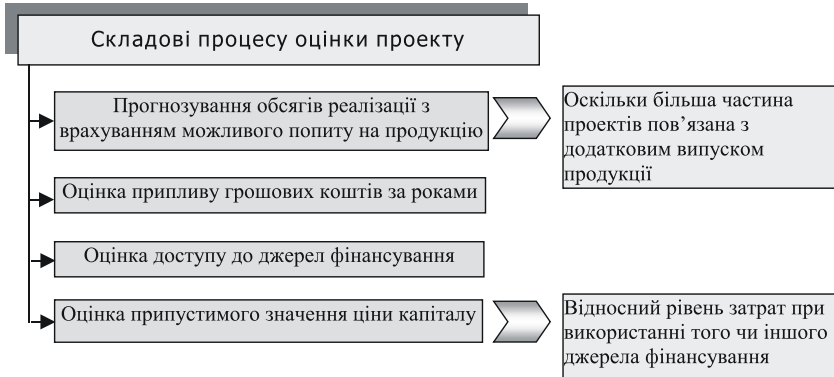 Складові процесу оцінки проекту
Прогнозування обсягів реалізації з
врахуванням можливого попиту на продукцію
Оскільки більша частина
проектів пов’язана з
додатковим випуском
продукції
Оцінка припливу грошових коштів за роками
Оцінка доступу до джерел фінансування
Оцінка припустимого значення ціни капіталу
Відносний рівень затрат при
використанні того чи іншого
джерела фінансування